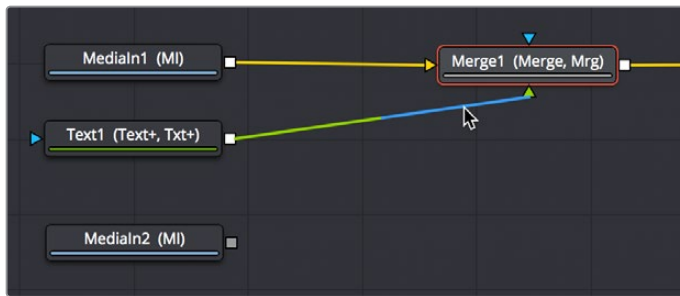 MediaIn1 (MI)
Merge1 (Merge, Mrg)
Text1 (Text+, Txt+)
MediaIn2 (MI)